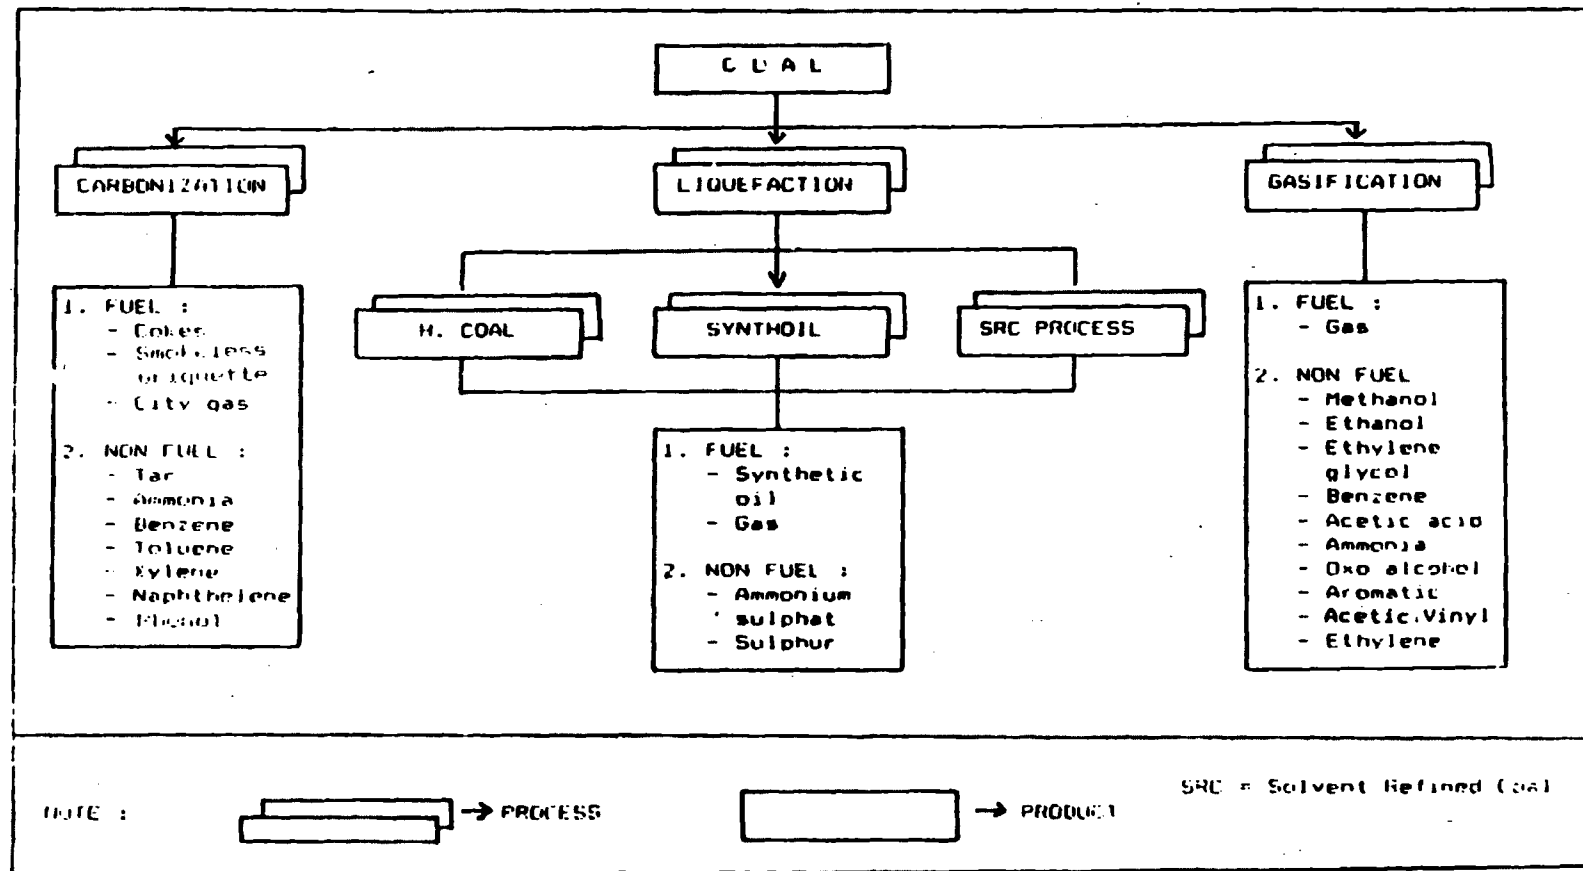 C O A L
CARBONIZATION
LIQUEFACTION
GASIFICATION
1. FUEL :
- Cokes
- Smokeless
briquette
- City gas
2. NON FUEL :
- Tar
- Ammonia
- Benzene
- Toluene
- Xylene
- Naphthelene
- Phenol
H. COAL
SYNTHOIL
SRC PROCESS
1. FUEL :
- Synthetic
oil
- Gas
2. NON FUEL :
- Ammonium
sulphat
- Sulphur
1. FUEL :
- Gas
2. NON FUEL
- Methanol
- Ethanol
- Ethylene
glycol
- Benzene
- Acetic acid
- Ammonia
- Oxo alcohol
- Aromatic
- Acetic.Vinyl
- Ethylene
NOTE :
→ PROCESS
→ PRODUCT
SRC = Solvent Refined Coal